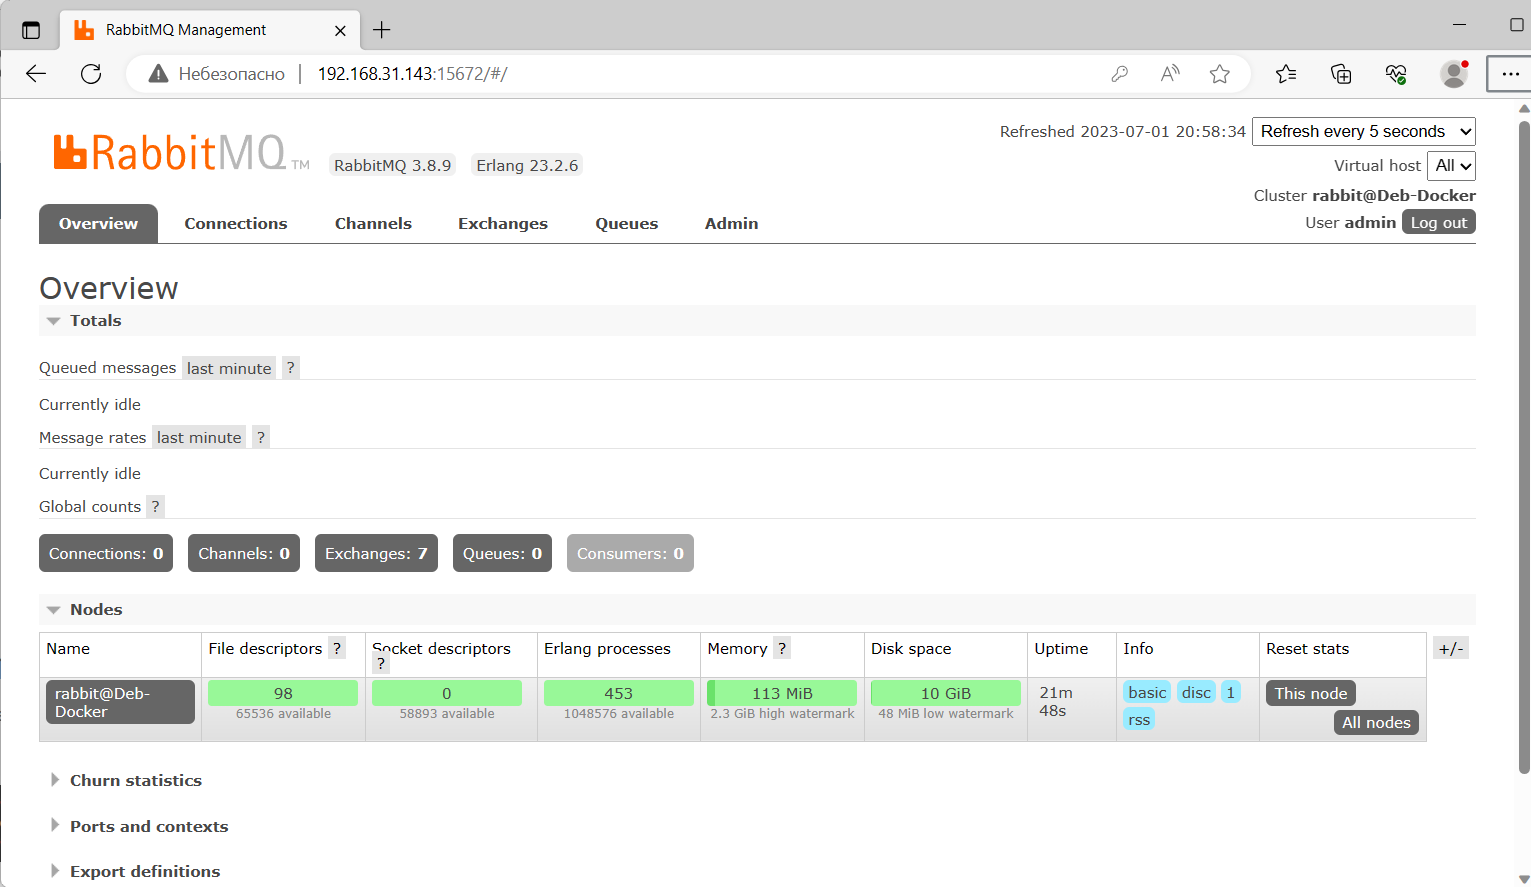 RabbitMQ Management
Небезопасно 192.168.31.143:15672/#/
Refreshed 2023-07-01 20:58:34 Refresh every 5 seconds
RabbitMQ TM RabbitMQ 3.8.9 Erlang 23.2.6
Virtual host All
Cluster rabbit@Deb-Docker
User admin Log out
Overview Connections Channels Exchanges Queues Admin
Overview
Totals
Queued messages last minute ?
Currently idle
Message rates last minute ?
Currently idle
Global counts ?
Connections: 0 Channels: 0 Exchanges: 7 Queues: 0 Consumers: 0
Nodes
Name File descriptors ? Socket descriptors ? Erlang processes Memory ? Disk space Uptime Info Reset stats +/-
rabbit@Deb-Docker 98 0 453 113 MiB 10 GiB 21m 48s basic disc 1 rss This node
65536 available 58893 available 1048576 available 2.3 GiB high watermark 48 MiB low watermark All nodes
Churn statistics
Ports and contexts
Export definitions